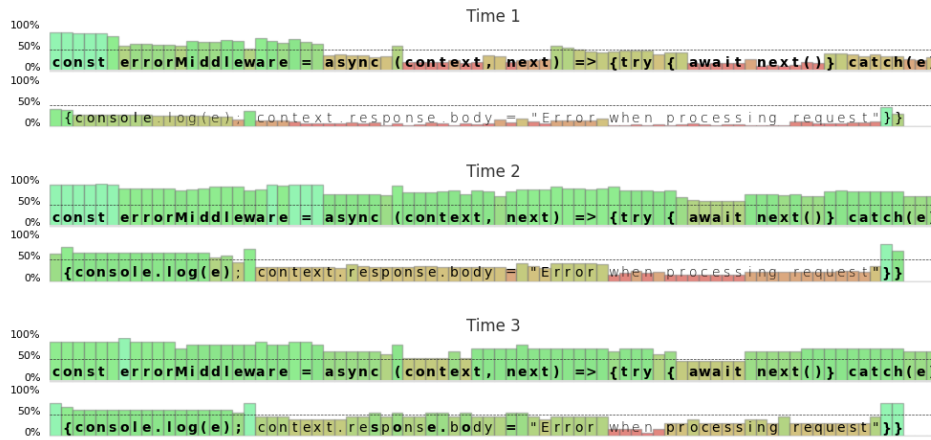 Time 1
100%
50%
0%
const errorMiddleware = async (context, next) => {try { await next()} catch(e)
100%
50%
0%
{console.log(e); context.response.body = "Error when processing request"}}
Time 2
100%
50%
0%
const errorMiddleware = async (context, next) => {try { await next()} catch(e)
100%
50%
0%
{console.log(e); context.response.body = "Error when processing request"}}
Time 3
100%
50%
0%
const errorMiddleware = async (context, next) => {try { await next()} catch(e)
100%
50%
0%
{console.log(e); context.response.body = "Error when processing request"}}